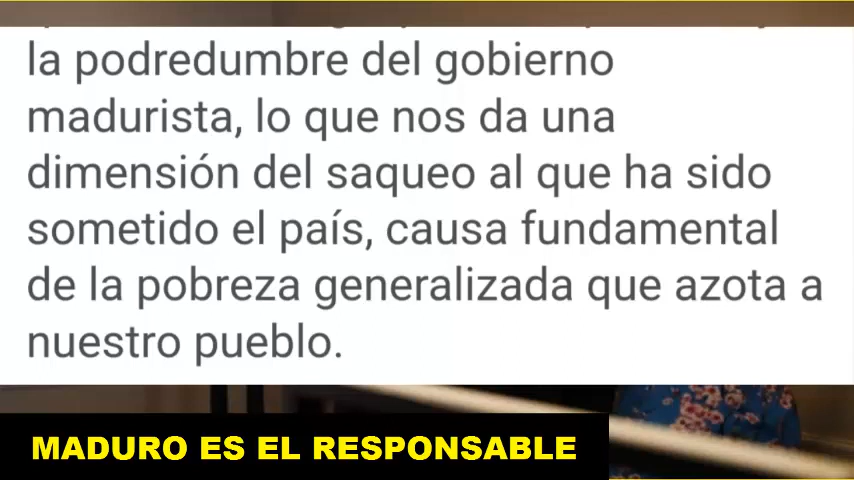 la podredumbre del gobierno
madurista, lo que nos da una
dimensión del saqueo al que ha sido
sometido el país, causa fundamental
de la pobreza generalizada que azota a
nuestro pueblo.
MADURO ES EL RESPONSABLE